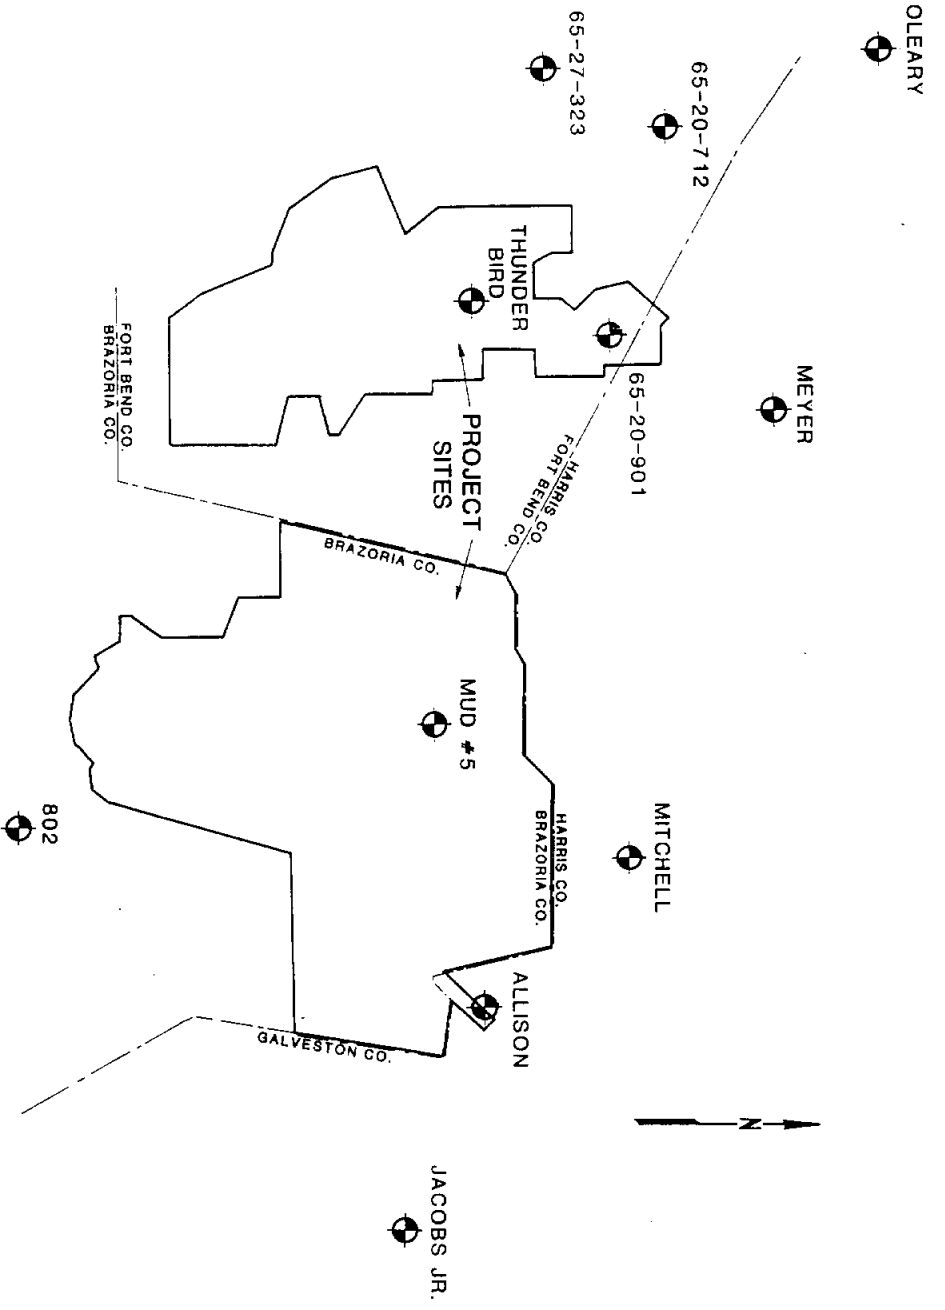 OLEARY
65-20-712
65-27-323
MEYER
65-20-901
THUNDER
BIRD
HARRIS CO.
FORT BEND CO.
PROJECT
SITES
FORT BEND CO.
BRAZORIA CO.
BRAZORIA CO.
MUD #5
MITCHELL
HARRIS CO.
BRAZORIA CO.
802
ALLISON
GALVESTON CO.
N
JACOBS JR.